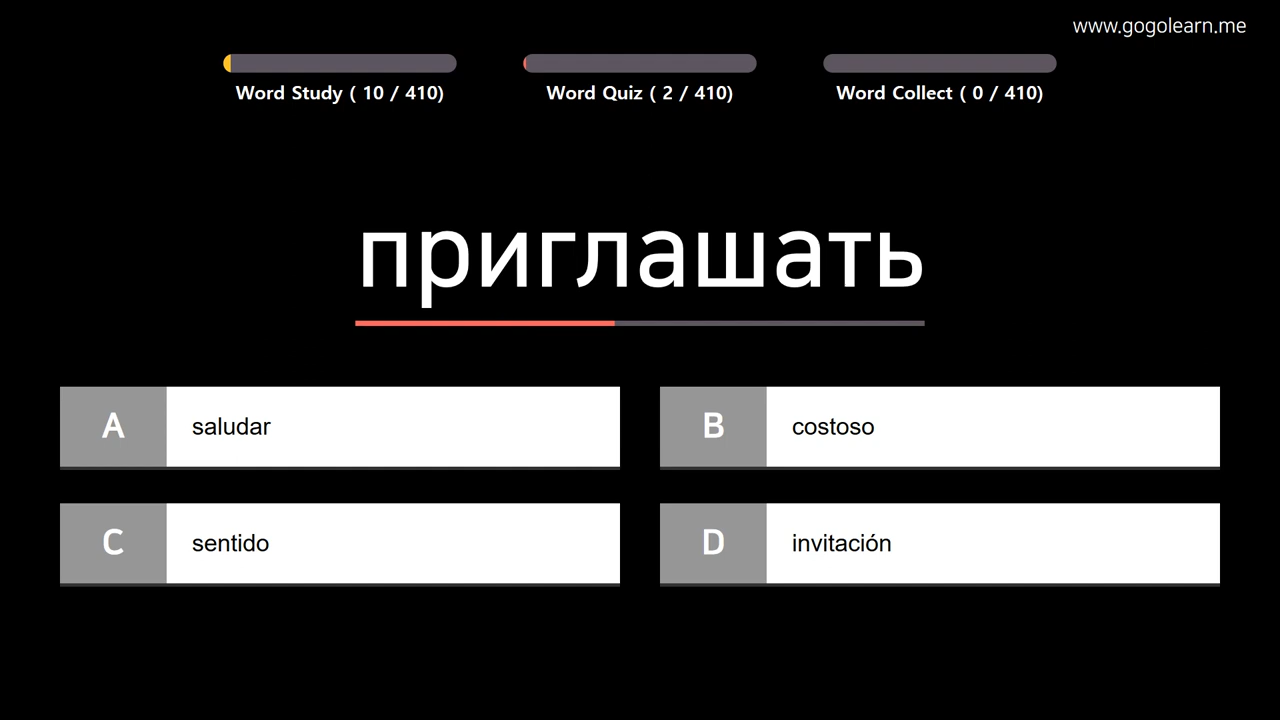 www.gogolearn.me
Word Study ( 10 / 410)
Word Quiz ( 2 / 410)
Word Collect ( 0 / 410)
приглашать
A saludar
B costoso
C sentido
D invitación